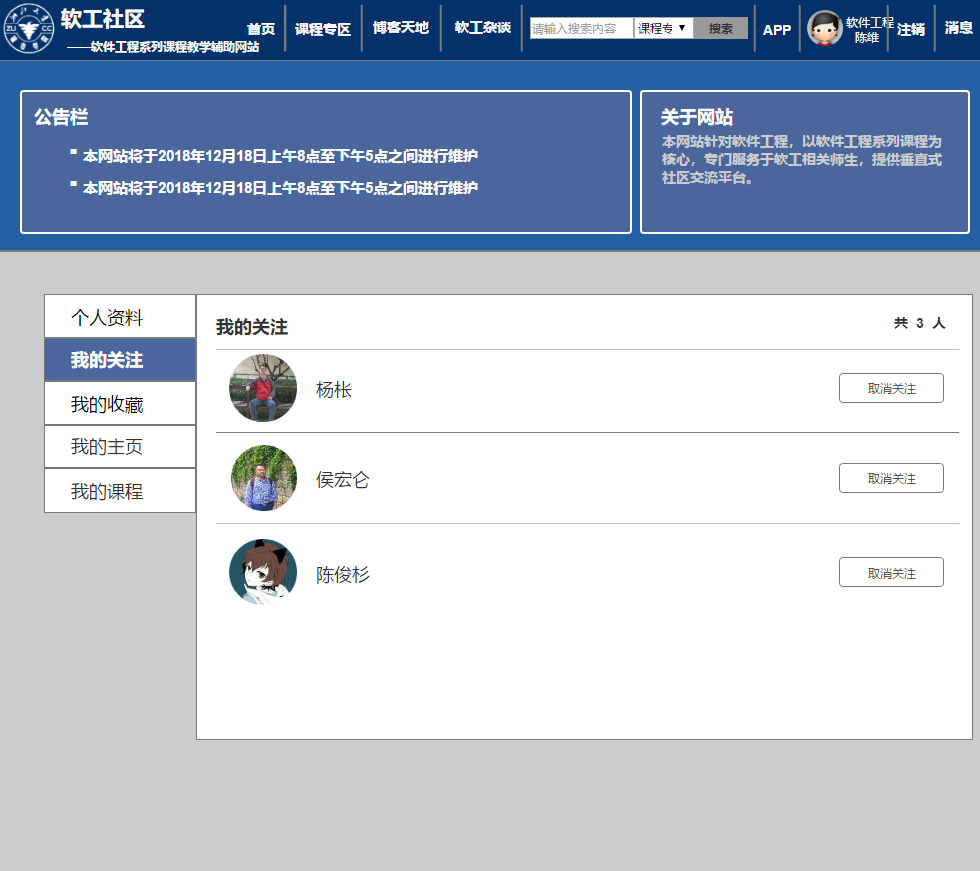 软工社区
——软件工程系列课程教学辅助网站
首页
课程专区
博客天地
软工杂谈
请输入搜索内容
课程专
搜索
APP
软件工程
陈维
注销
消息
公告栏
本网站将于2018年12月18日上午8点至下午5点之间进行维护
本网站将于2018年12月18日上午8点至下午5点之间进行维护
关于网站
本网站针对软件工程，以软件工程系列课程为
核心，专门服务于软工相关师生，提供垂直式
社区交流平台。
个人资料
我的关注
我的收藏
我的主页
我的课程
我的关注
共 3 人
杨枨
取消关注
侯宏仑
取消关注
陈俊杉
取消关注